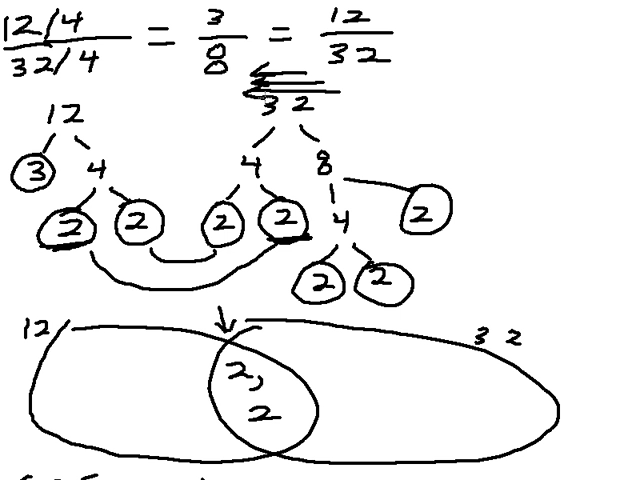 12/4 = 3 = 12
32/4 8 32
12 32
3 4 4 8
2 2 2 2 4 2
2 2
12 32
2,
2